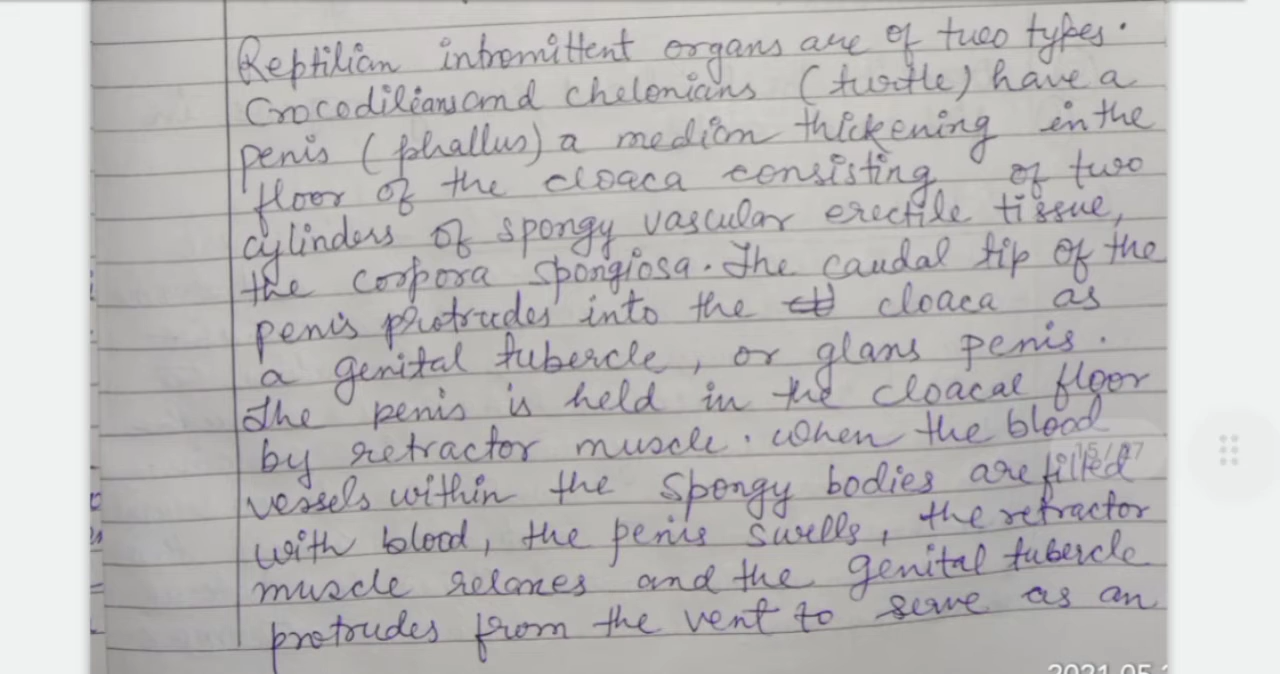 Reptilian intromittent organs are of two types.
Crocodilians and chelonians (turtle) have a
penis (phallus) a median thickening in the
floor of the cloaca consisting of two
cylinders of spongy vascular erectile tissue,
the corpora spongiosa. The caudal tip of the
penis protrudes into the cloaca as
a genital tubercle, or glans penis.
The penis is held in the cloacal floor
by retractor muscle. When the blood
vessels within the spongy bodies are filled
with blood, the penis swells, the retractor
muscle relaxes and the genital tubercle
protrudes from the vent to serve as an